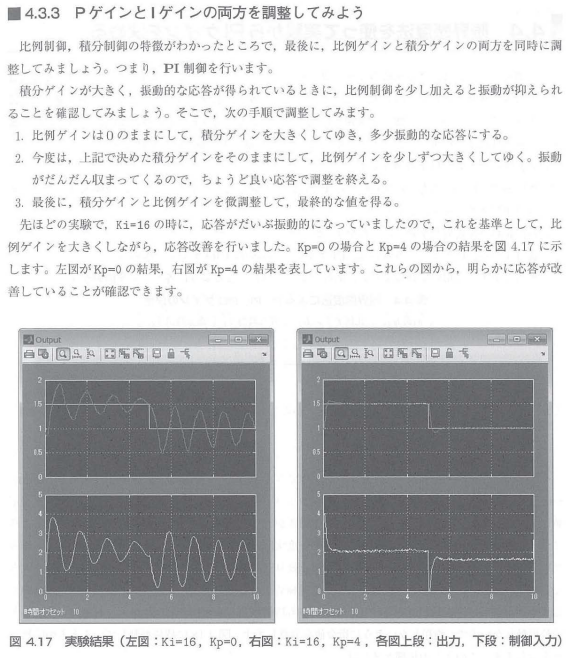 ■ 4.3.3 PゲインとIゲインの両方を調整してみよう
比例制御，積分制御の特徴がわかったところで，最後に，比例ゲインと積分ゲインの両方を同時に調
整してみましょう。つまり，PI 制御を行います。
積分ゲインが大きく，振動的な応答が得られているときに，比例制御を少し加えると振動が抑えられ
ることを確認してみましょう。そこで，次の手順で調整してみます。
1. 比例ゲインは0のままにして，積分ゲインを大きくしてゆき，多少振動的な応答にする。
2. 今度は，上記で決めた積分ゲインをそのままにして，比例ゲインを少しずつ大きくしてゆく。振動
がだんだん収まってくるので，ちょうど良い応答で調整を終える。
3. 最後に，積分ゲインと比例ゲインを微調整して，最終的な値を得る。
先ほどの実験で，Ki=16 の時に，応答がだいぶ振動的になっていましたので，これを基準として，比
例ゲインを大きくしながら，応答改善を行いました。Kp=0 の場合と Kp=4 の場合の結果を図 4.17 に示
します。左図が Kp=0 の結果，右図が Kp=4 の結果を表しています。これらの図から，明らかに応答が改
善していることが確認できます。
Output
2
1.5
1
0.5
0
5
4
3
2
1
0
0 2 4 6 8 10
時間オフセット 10
Output
2
1.5
1
0.5
0
5
4
3
2
1
0
0 2 4 6 8 10
時間オフセット 10
図 4.17 実験結果（左図：Ki=16，Kp=0，右図：Ki=16，Kp=4，各図上段：出力，下段：制御入力）